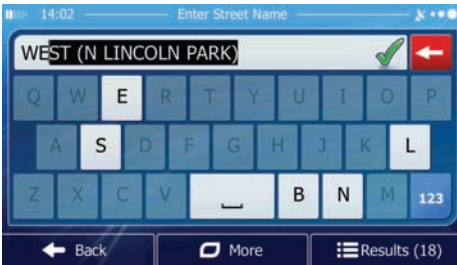 14:02 Enter Street Name
WEST (N LINCOLN PARK)
Q W E R T Y U I O P
A S D F G H J K L
Z X C V B N M 123
Back More Results (18)